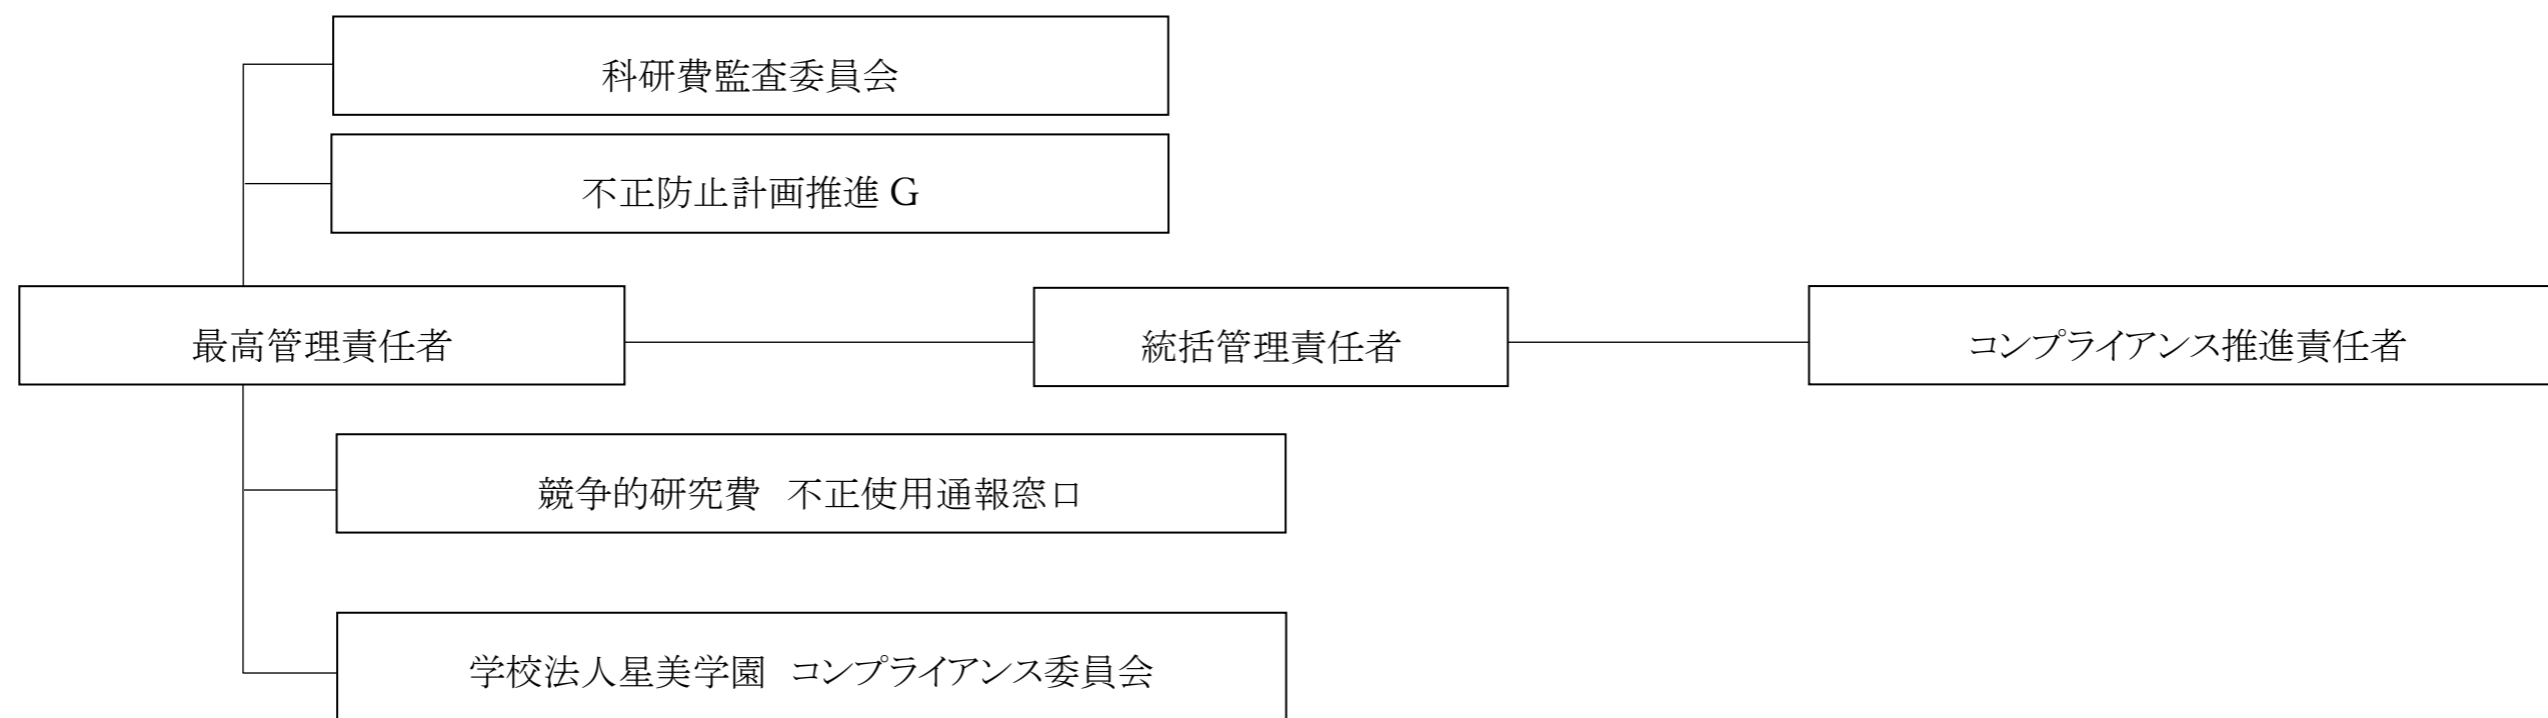 科研費監査委員会
不正防止計画推進 G
最高管理責任者
統括管理責任者
コンプライアンス推進責任者
競争的研究費　不正使用通報窓口
学校法人星美学園　コンプライアンス委員会